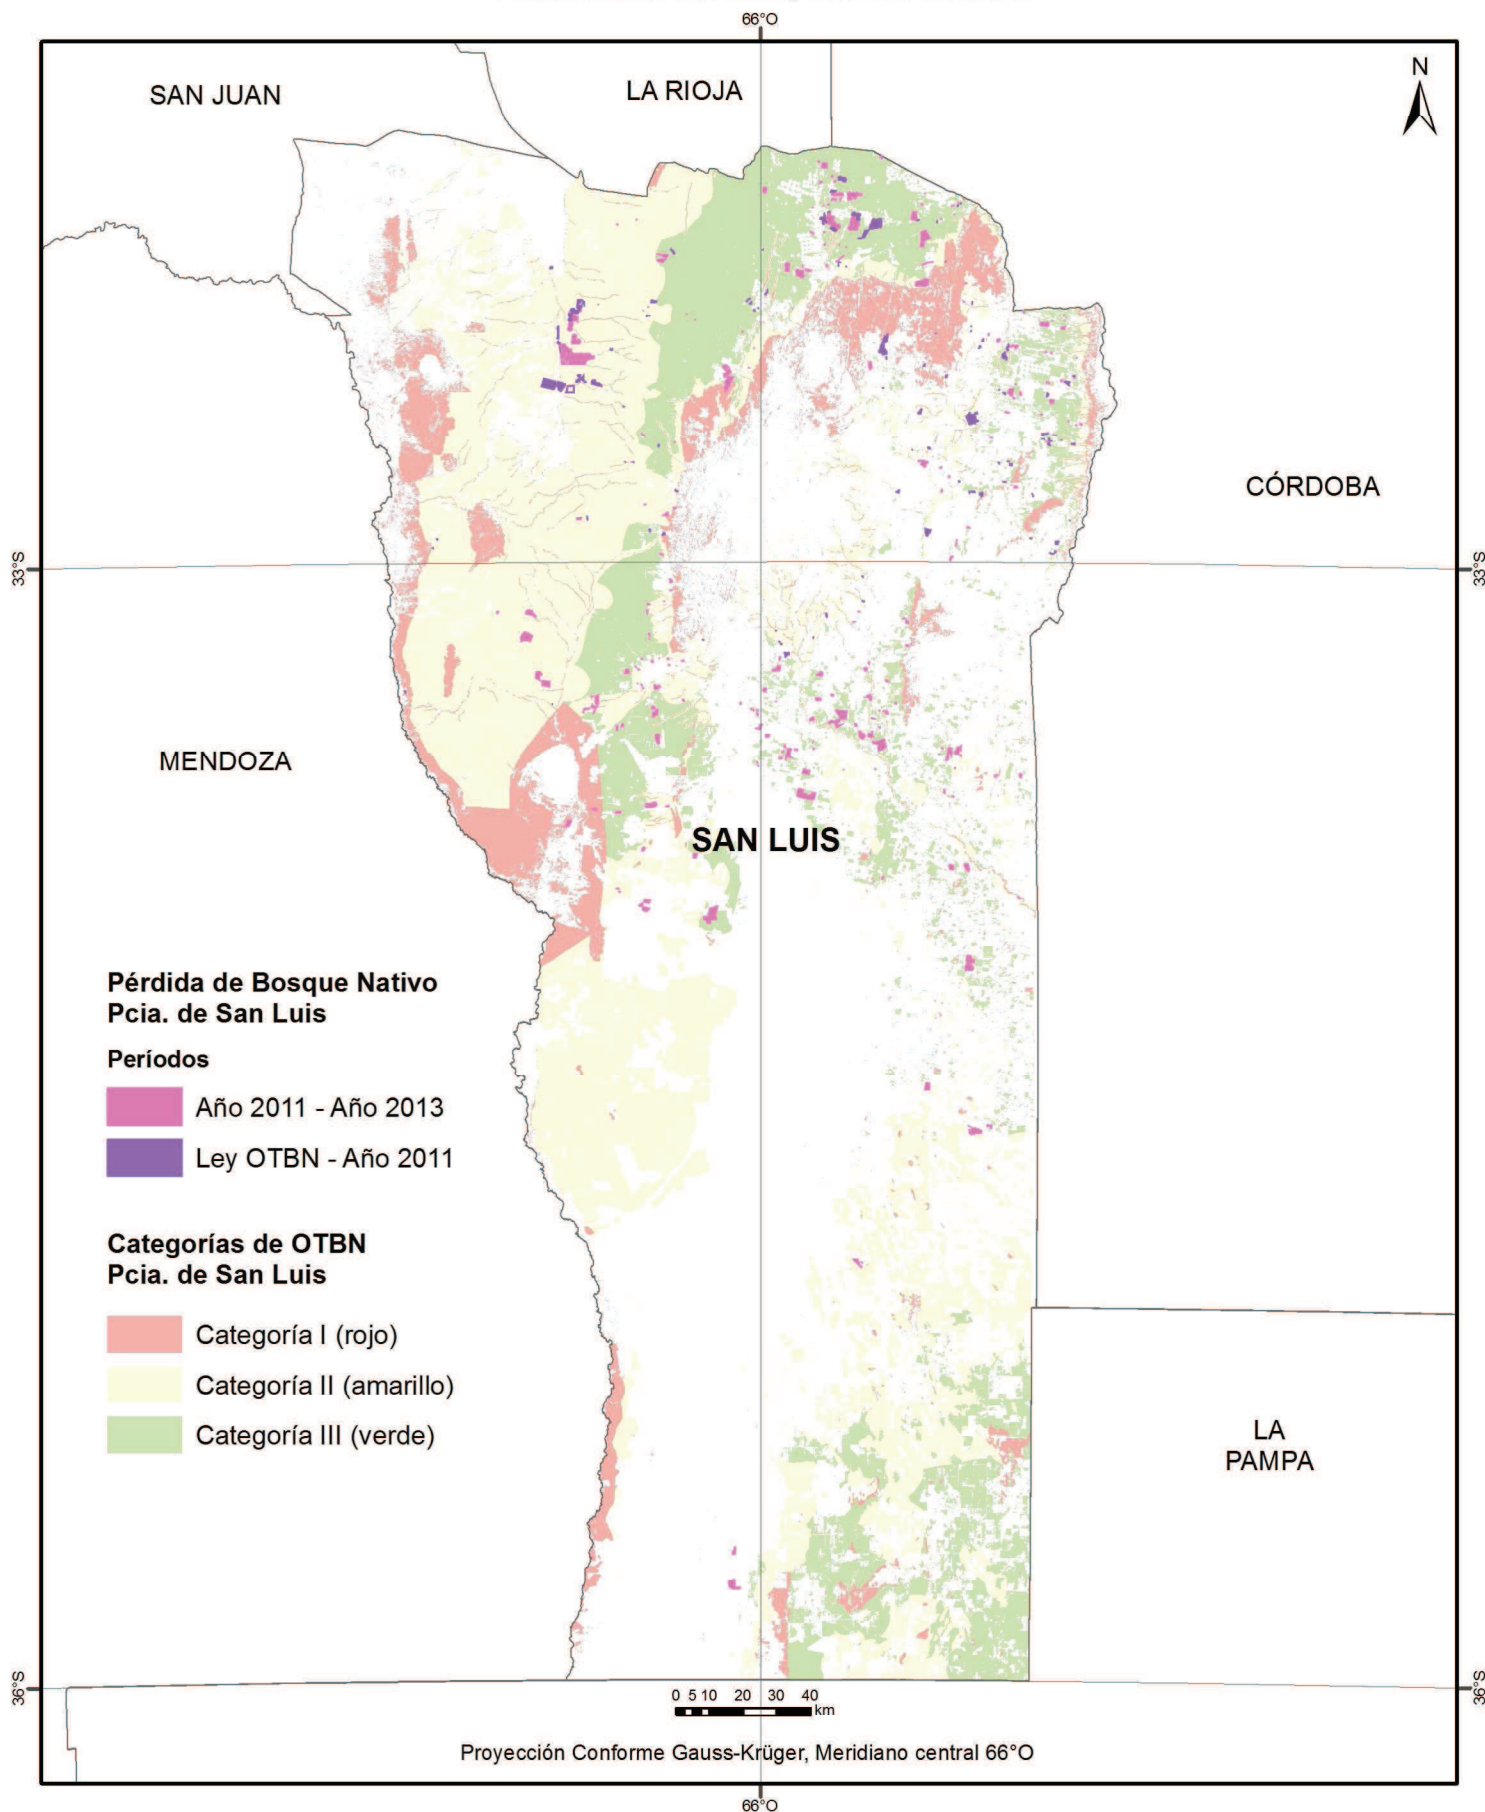 66°O
N
SAN JUAN
LA RIOJA
CÓRDOBA
33°S
33°S
MENDOZA
SAN LUIS
Pérdida de Bosque Nativo
Pcia. de San Luis
Períodos
Año 2011 - Año 2013
Ley OTBN - Año 2011
Categorías de OTBN
Pcia. de San Luis
Categoría I (rojo)
Categoría II (amarillo)
Categoría III (verde)
LA
PAMPA
36°S
36°S
0 5 10 20 30 40
km
Proyección Conforme Gauss-Krüger, Meridiano central 66°O
66°O